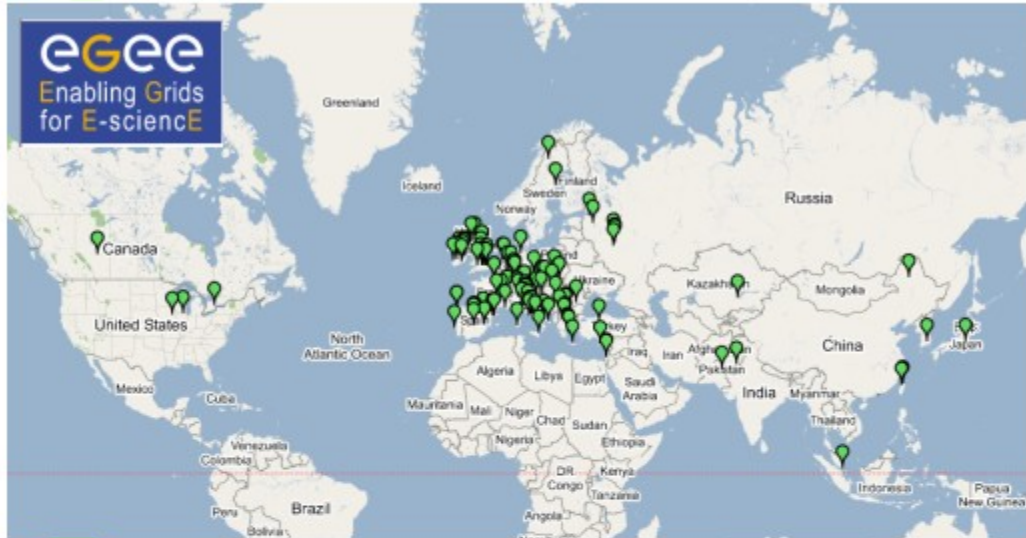 eGee
Enabling Grids
for E-sciencE
Greenland
Iceland
Finland
Sweden
Norway
Russia
Canada
Ukraine
Kazakhstan
Mongolia
United States
North
Atlantic Ocean
Spain
Turkey
Iraq
Iran
Afghanistan
Pakistan
China
Japan
Mexico
Cuba
Algeria
Libya
Egypt
Saudi
Arabia
India
Myanmar
Thailand
Mauritania
Mali
Niger
Chad
Sudan
Nigeria
Ethiopia
Venezuela
Colombia
DR
Congo
Kenya
Tanzania
Indonesia
Papua
New Guinea
Peru
Brazil
Bolivia
Angola